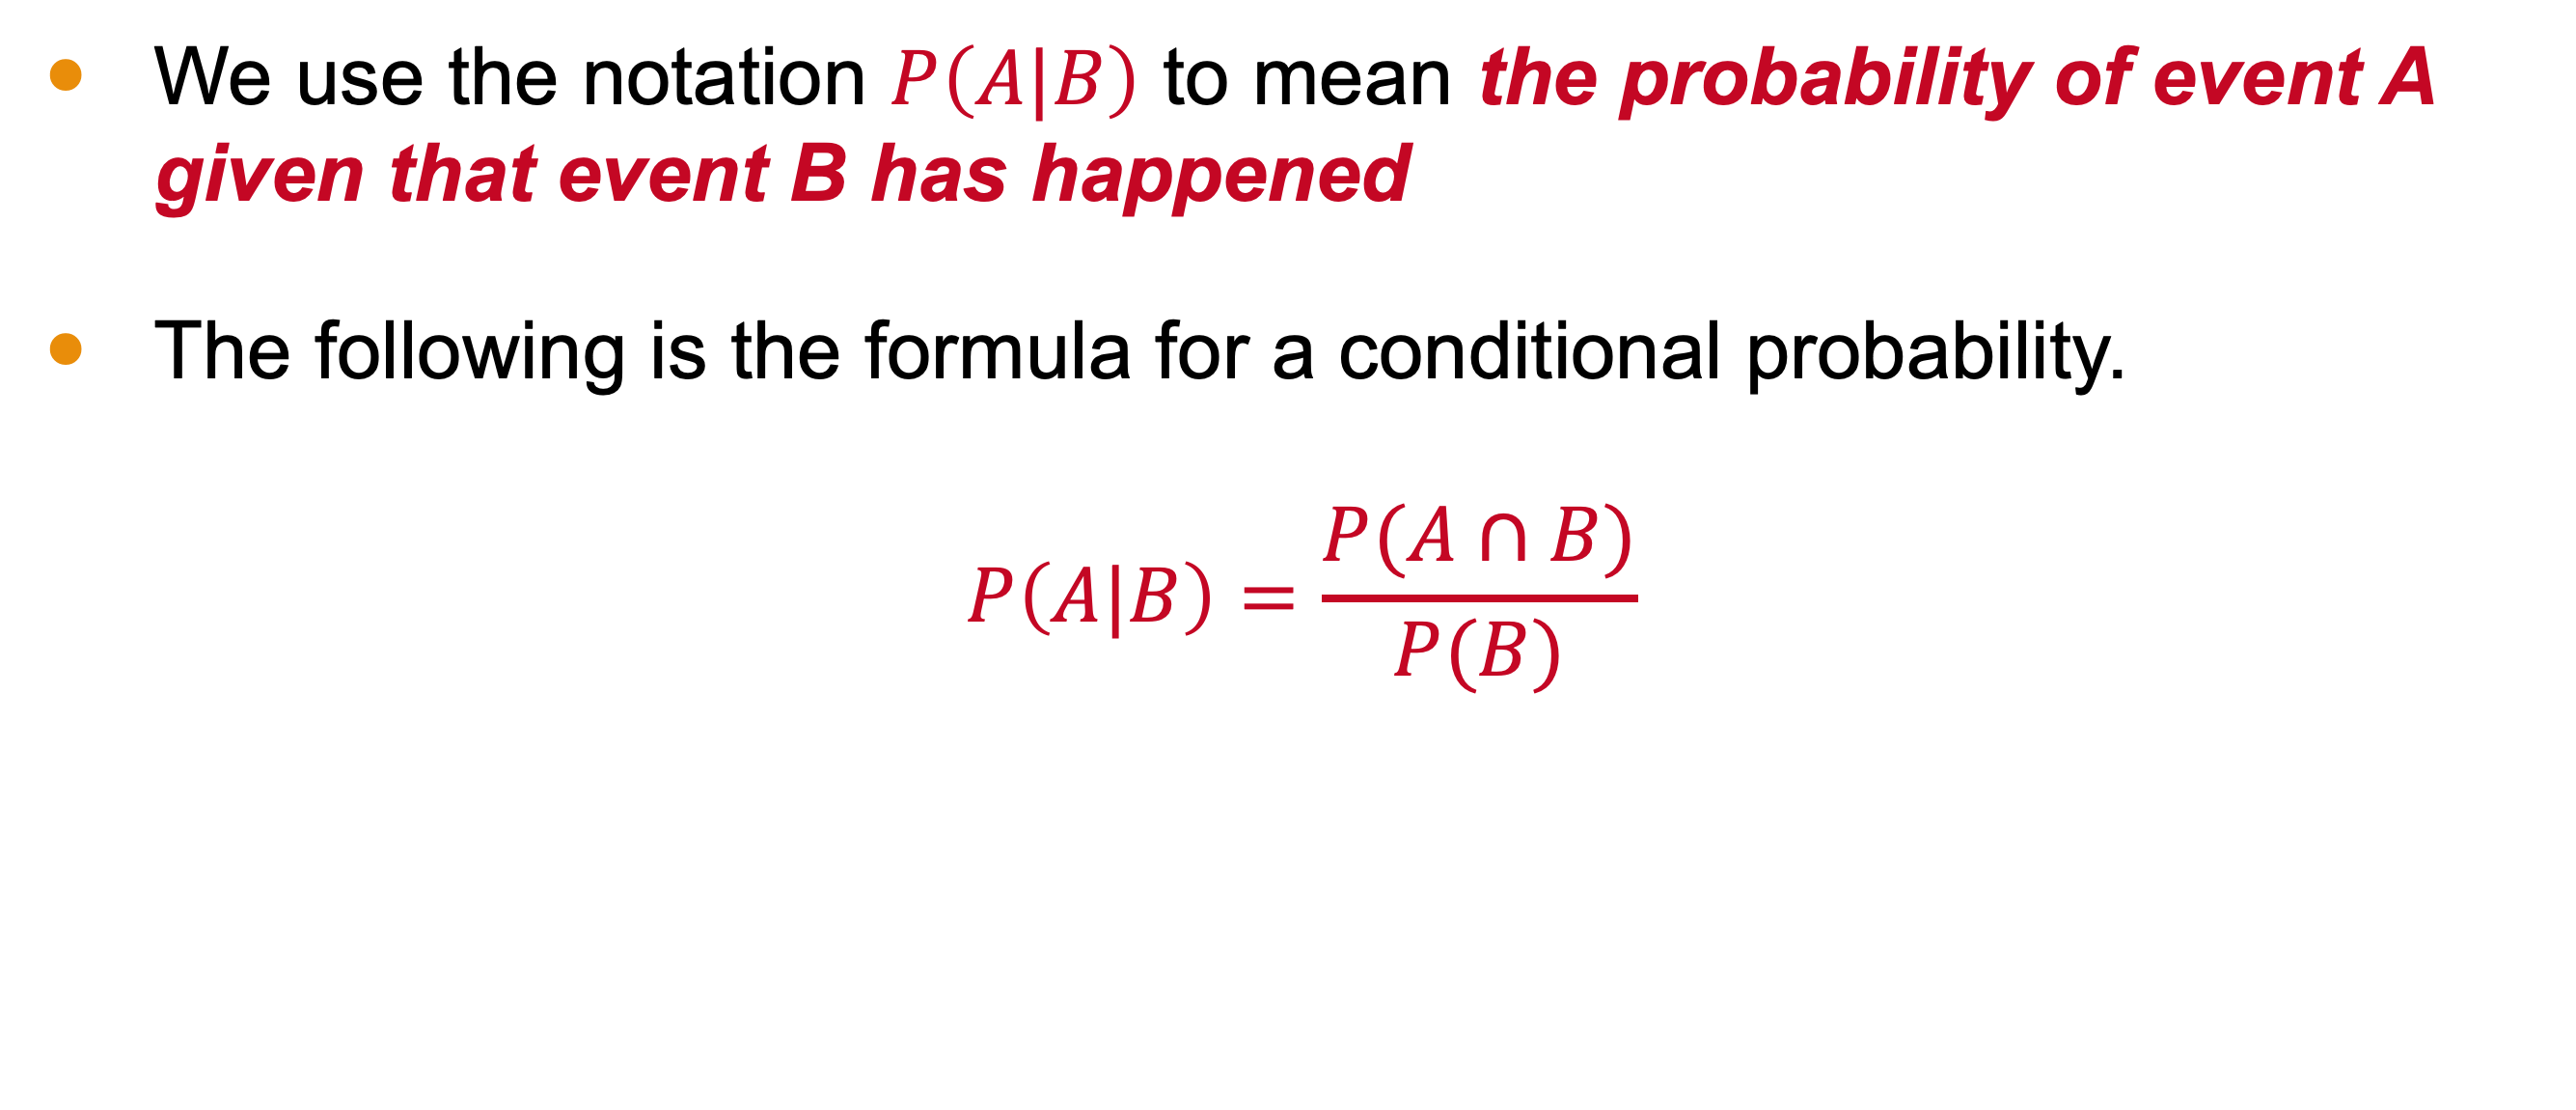 • We use the notation P(A|B) to mean the probability of event A
given that event B has happened
• The following is the formula for a conditional probability.
P(A|B) = P(A ∩ B) / P(B)